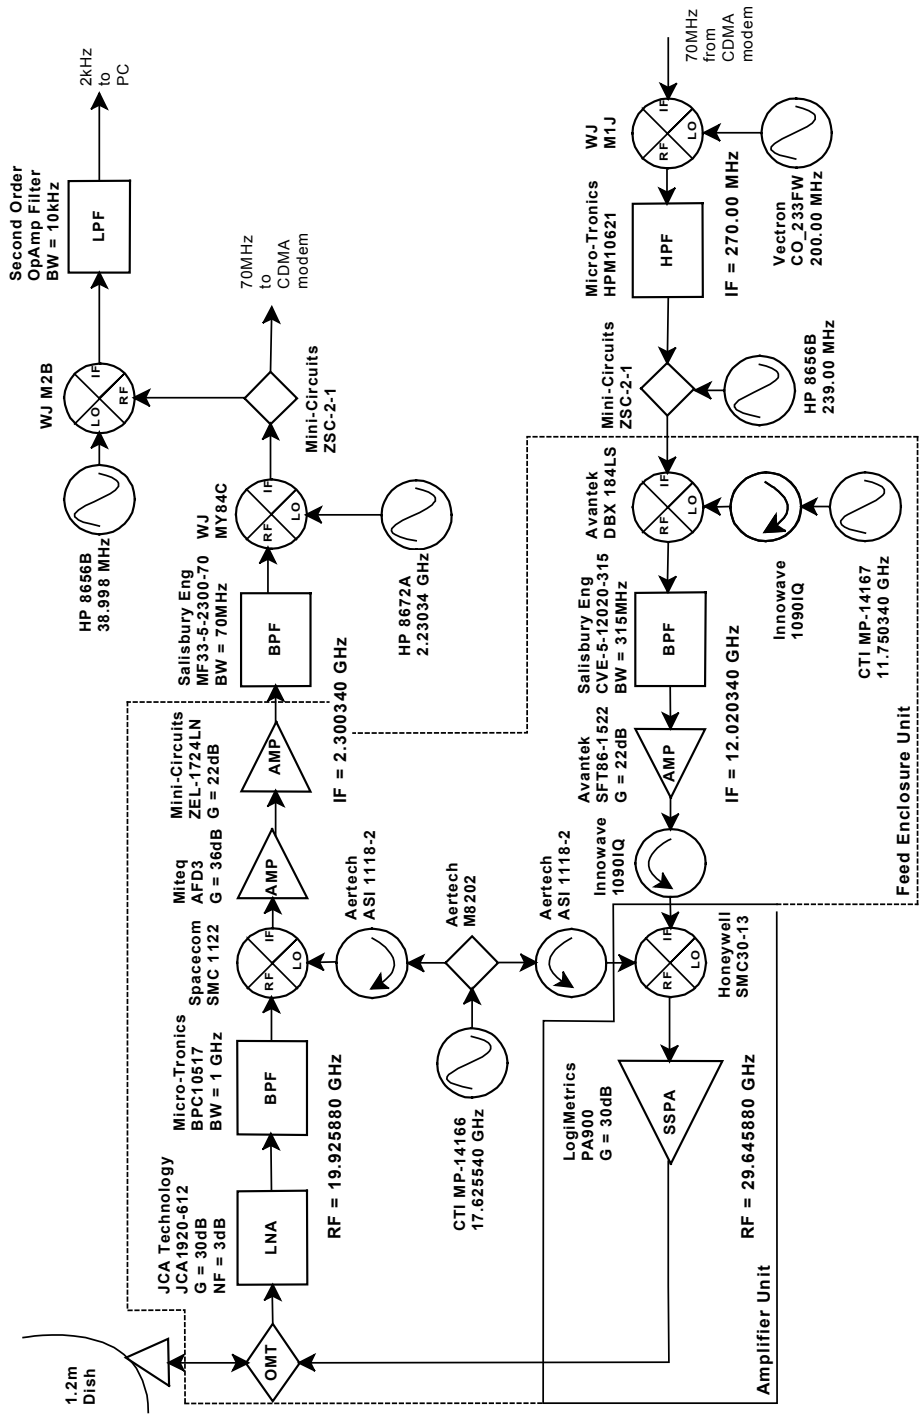 1.2m
Dish
OMT
JCA Technology
JCA1920-612
G = 30dB
NF = 3dB
LNA
Micro-Tronics
BPC10517
BW = 1 GHz
BPF
RF = 19.925880 GHz
Spacecom
SMC 1122
RF
IF
LO
Miteq
AFD3
G = 36dB
AMP
Mini-Circuits
ZEL-1724LN
G = 22dB
AMP
IF = 2.300340 GHz
Salisbury Eng
MF33-5-2300-70
BW = 70MHz
BPF
WJ
MY84C
RF
IF
LO
HP 8672A
2.23034 GHz
Mini-Circuits
ZSC-2-1
70MHz
to
CDMA
modem
HP 8656B
38.998 MHz
WJ M2B
LO
IF
RF
Second Order
OpAmp Filter
BW = 10kHz
LPF
2kHz
to
PC
Aertech
ASI 1118-2
Aertech
M8202
CTI MP-14166
17.625540 GHz
Aertech
ASI 1118-2
70MHz
from
CDMA
modem
WJ
M1J
RF
IF
LO
Vectron
CO_233FW
200.00 MHz
Micro-Tronics
HPM10621
HPF
IF = 270.00 MHz
Mini-Circuits
ZSC-2-1
HP 8656B
239.00 MHz
Avantek
DBX 184LS
RF
IF
LO
Innowave
1090IQ
CTI MP-14167
11.750340 GHz
Salisbury Eng
CVE-5-12020-315
BW = 315MHz
BPF
Avantek
SFT86-1522
G = 22dB
AMP
IF = 12.020340 GHz
Innowave
1090IQ
Honeywell
SMC30-13
RF
IF
LO
LogiMetrics
PA900
G = 30dB
SSPA
RF = 29.645880 GHz
Feed Enclosure Unit
Amplifier Unit